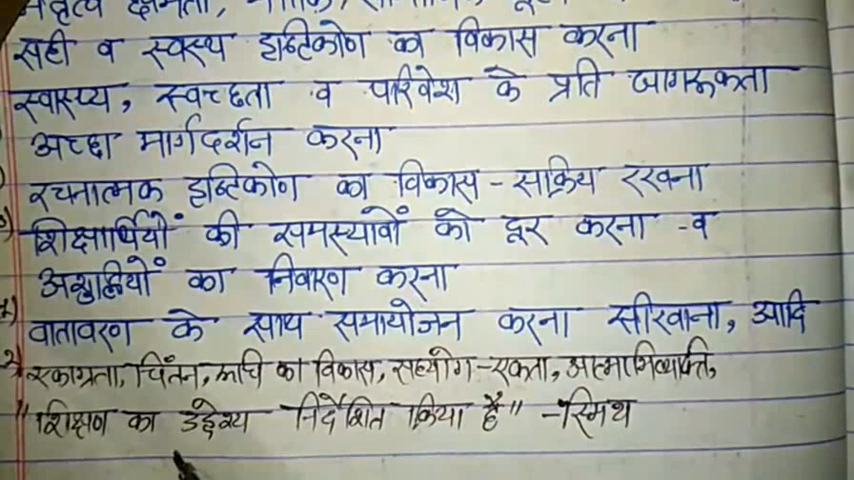 सही व स्वस्थ दृष्टिकोण का विकास करना
स्वास्थ्य, स्वच्छता व परिवेश के प्रति जागरूकता
अच्छा मार्गदर्शन करना
रचनात्मक दृष्टिकोण का विकास - सक्रिय रखना
शिक्षार्थियों की समस्यावों को दूर करना - व
अशुद्धियों का निवारण करना
वातावरण के साथ समायोजन करना सीखाना, आदि
एकाग्रता, चिंतन, रूचि का विकास, सहयोग - एकता, आत्माभिव्यक्ति,
"शिक्षण का उद्देश्य निर्देशित क्रिया है" - स्मिथ